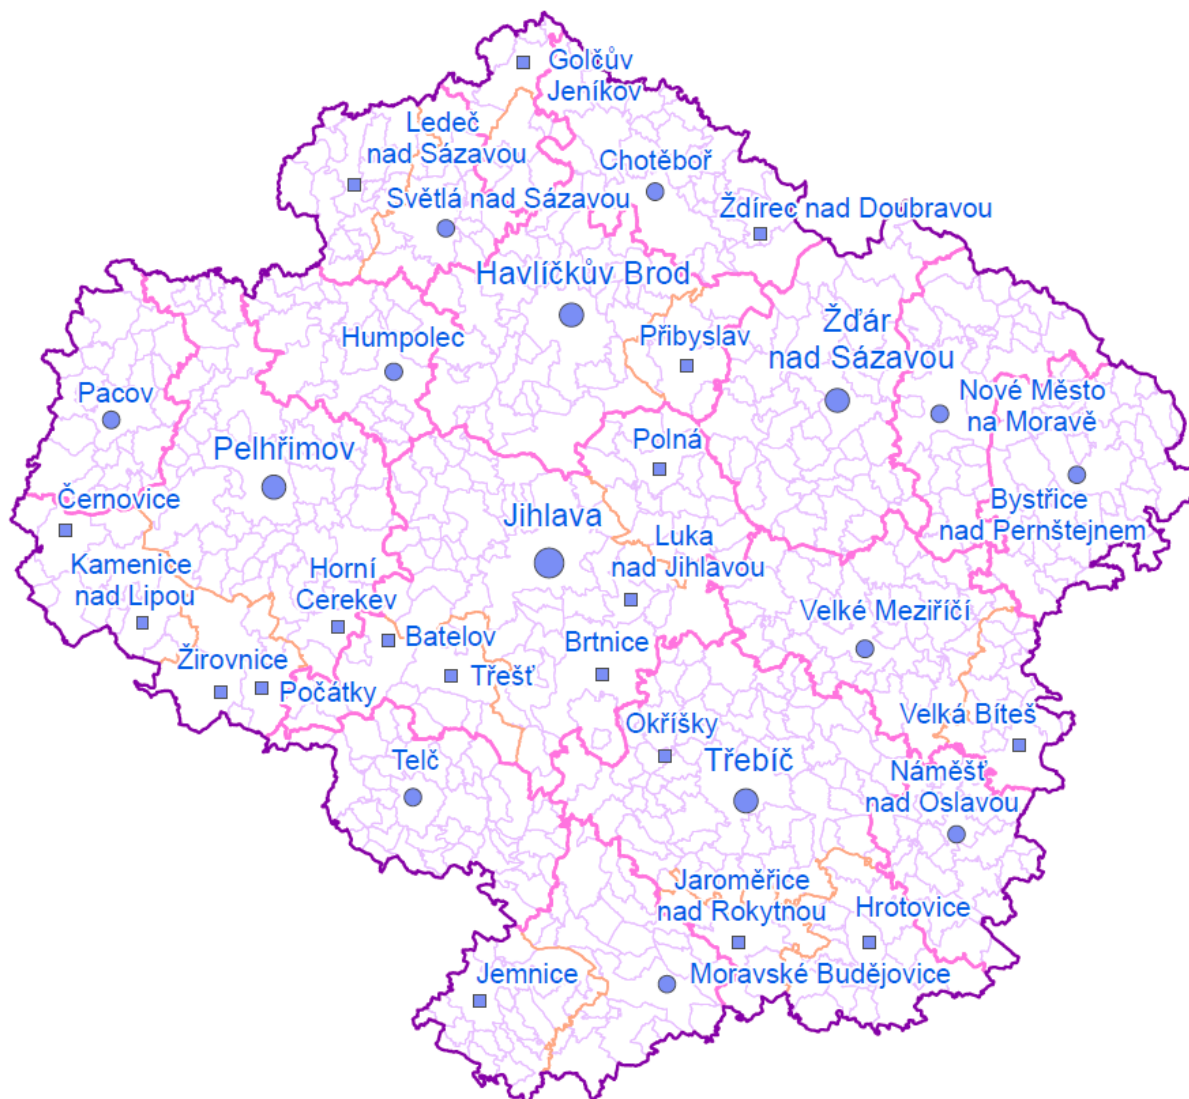 Golčův
Jeníkov
Ledeč
nad Sázavou
Chotěboř
Světlá nad Sázavou
Ždírec nad Doubravou
Havlíčkův Brod
Žďár
nad Sázavou
Humpolec
Přibyslav
Pacov
Nové Město
na Moravě
Pelhřimov
Polná
Černovice
Bystřice
nad Pernštejnem
Jihlava
Luka
nad Jihlavou
Kamenice
nad Lipou
Horní
Cerekev
Velké Meziříčí
Batelov
Brtnice
Žirovnice
Třešť
Počátky
Velká Bíteš
Okříšky
Telč
Třebíč
Náměšť
nad Oslavou
Jaroměřice
nad Rokytnou
Hrotovice
Jemnice
Moravské Budějovice